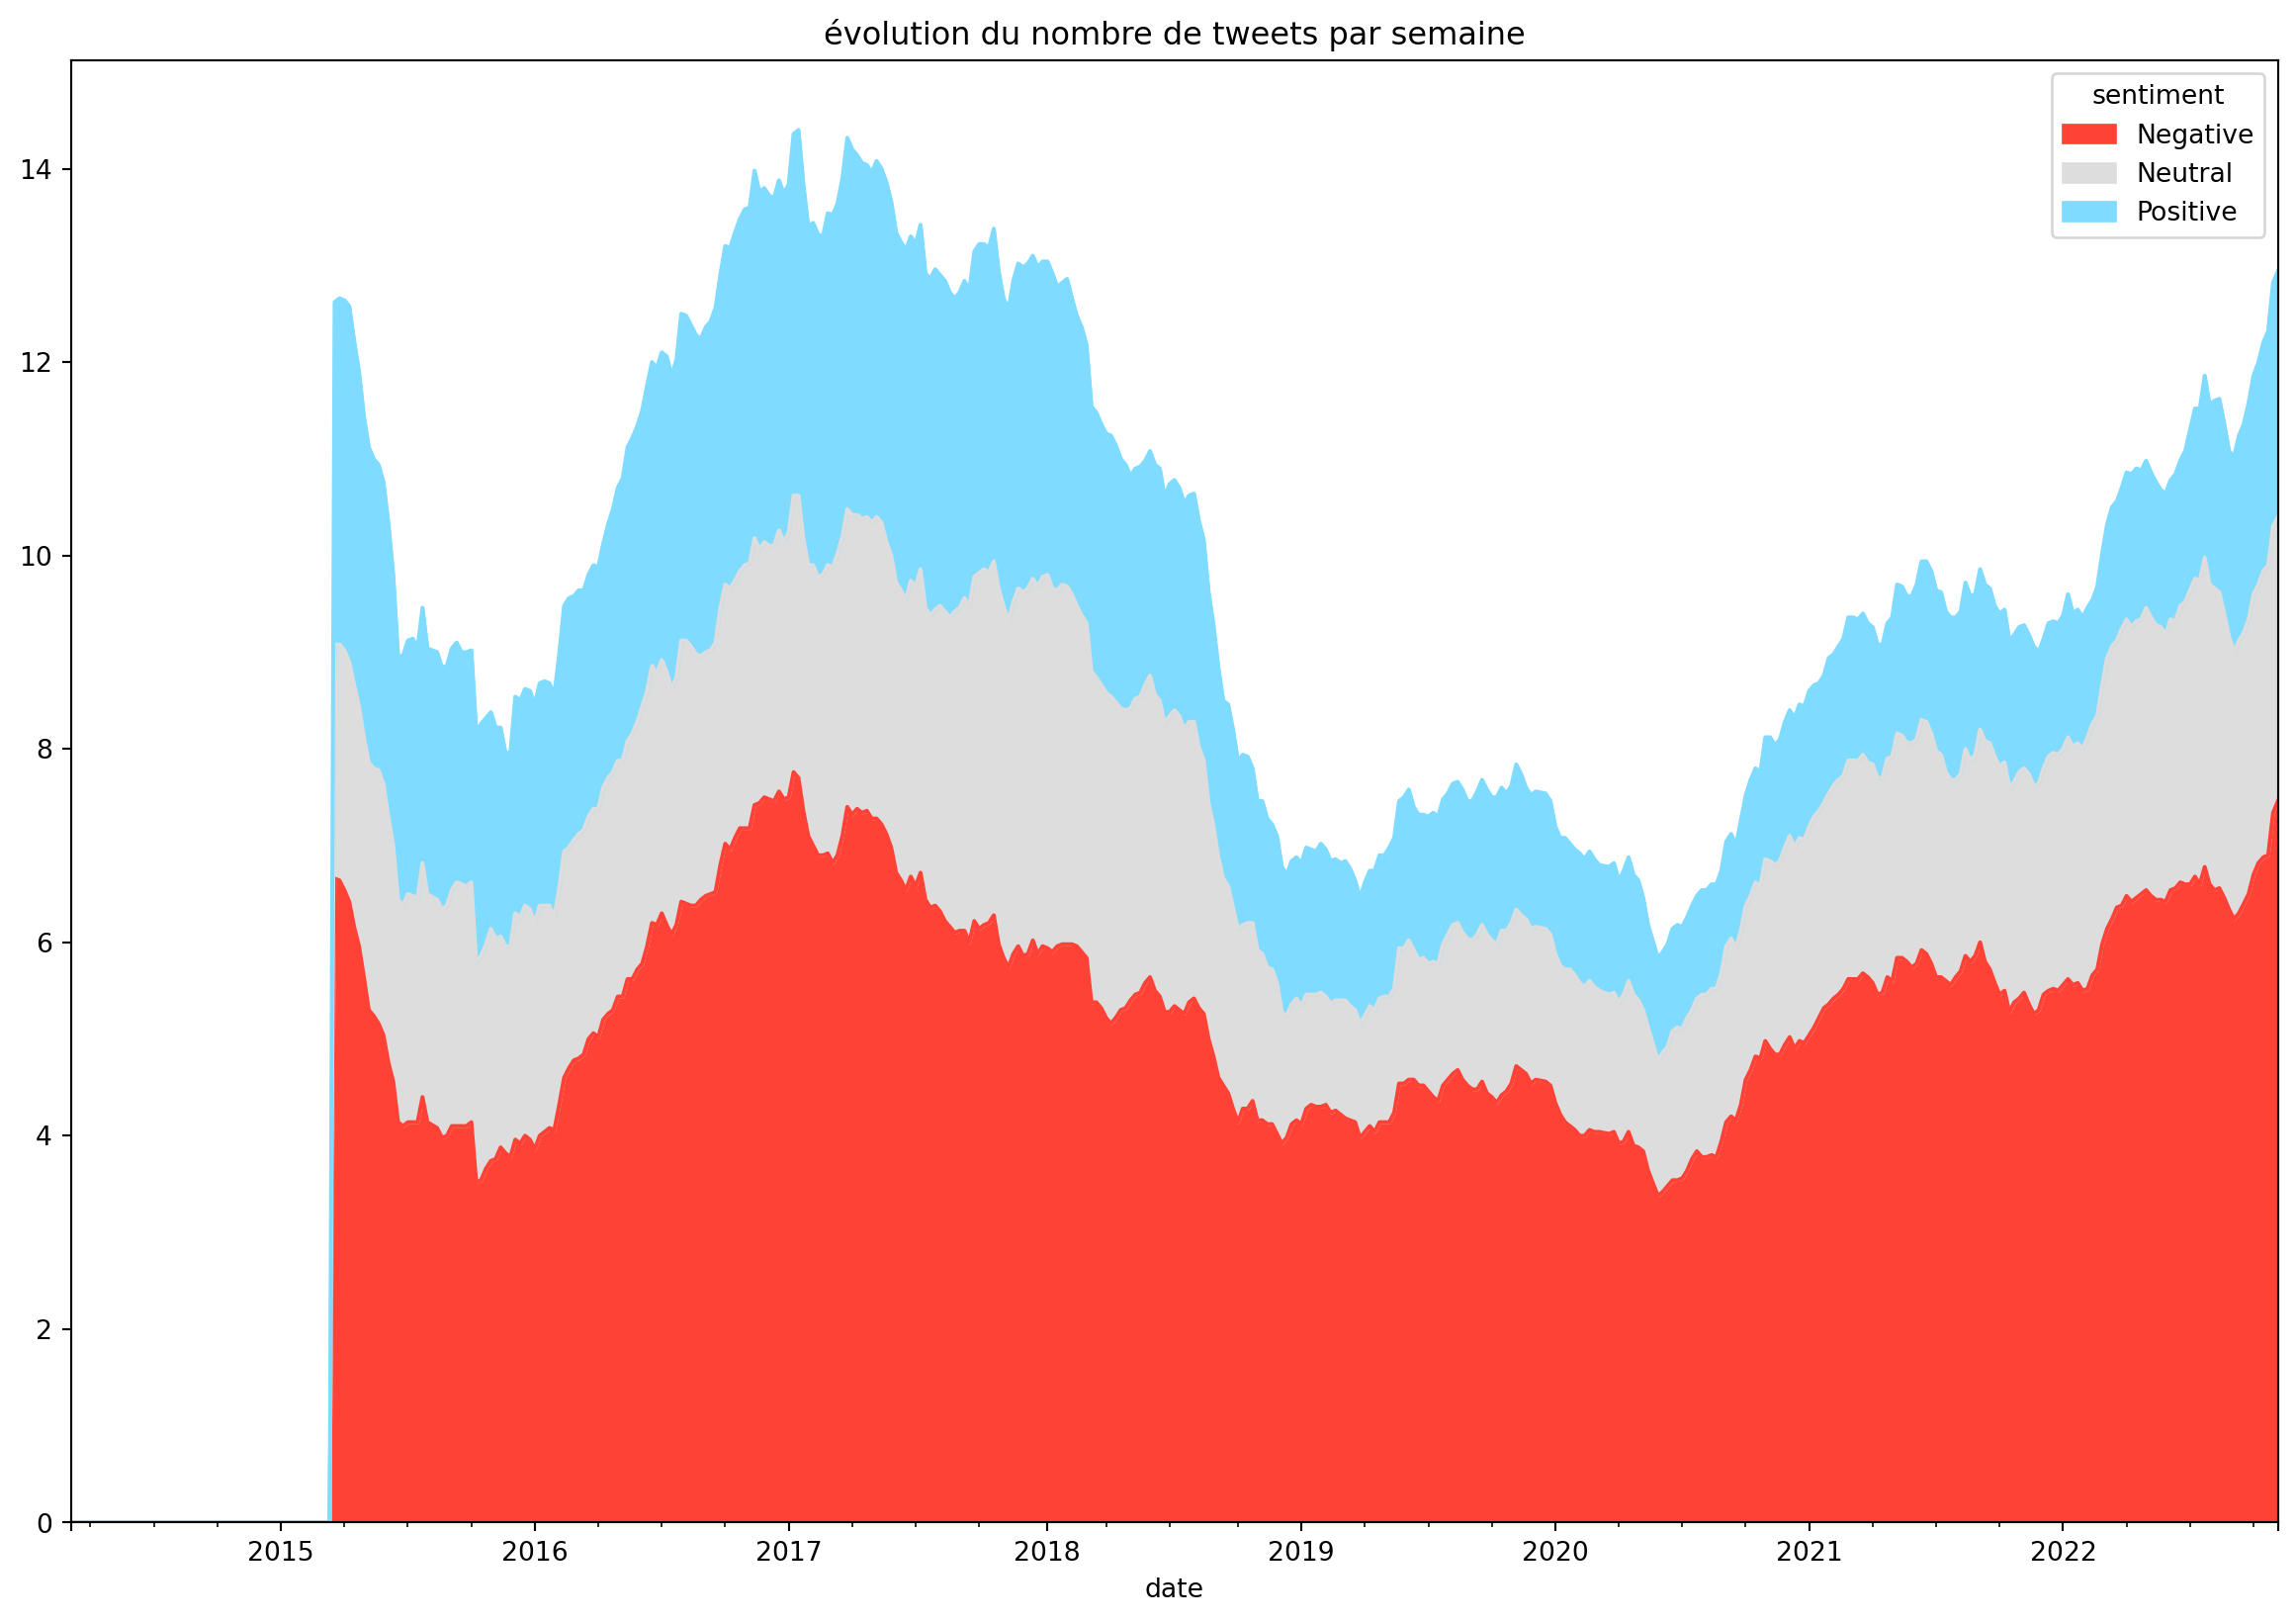 évolution du nombre de tweets par semaine
sentiment
Negative
Neutral
Positive
14
12
10
8
6
4
2
0
2015 2016 2017 2018 2019 2020 2021 2022
date